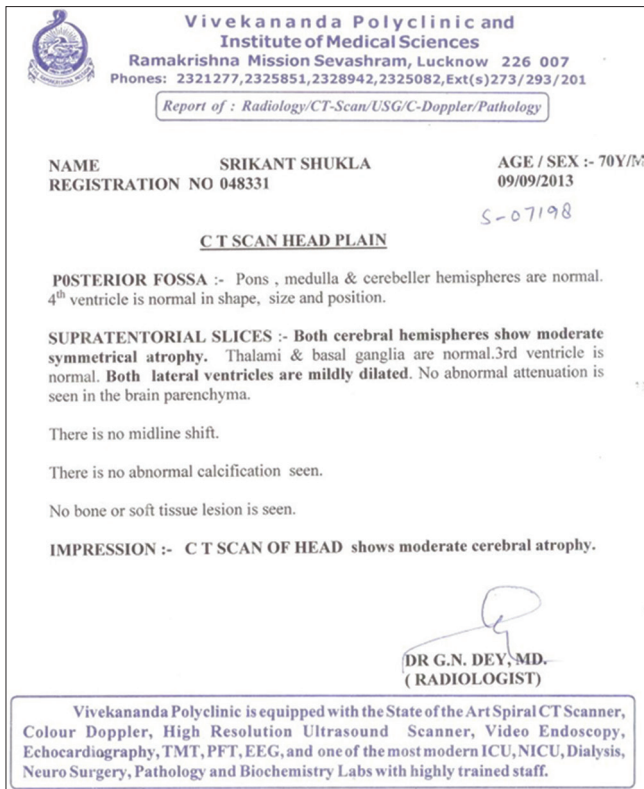 Vivekananda Polyclinic and
Institute of Medical Sciences
Ramakrishna Mission Sevashram, Lucknow 226 007
Phones: 2321277,2325851,2328942,2325082,Ext(s)273/293/201
Report of : Radiology/CT-Scan/USG/C-Doppler/Pathology
NAME SRIKANT SHUKLA AGE / SEX :- 70Y/M
REGISTRATION NO 048331 09/09/2013
S-07198
C T SCAN HEAD PLAIN
P0STERIOR FOSSA :- Pons , medulla & cerebeller hemispheres are normal.
4th ventricle is normal in shape, size and position.
SUPRATENTORIAL SLICES :- Both cerebral hemispheres show moderate
symmetrical atrophy. Thalami & basal ganglia are normal.3rd ventricle is
normal. Both lateral ventricles are mildly dilated. No abnormal attenuation is
seen in the brain parenchyma.
There is no midline shift.
There is no abnormal calcification seen.
No bone or soft tissue lesion is seen.
IMPRESSION :- C T SCAN OF HEAD shows moderate cerebral atrophy.
DR G.N. DEY, MD.
( RADIOLOGIST)
Vivekananda Polyclinic is equipped with the State of the Art Spiral CT Scanner,
Colour Doppler, High Resolution Ultrasound Scanner, Video Endoscopy,
Echocardiography, TMT, PFT, EEG, and one of the most modern ICU, NICU, Dialysis,
Neuro Surgery, Pathology and Biochemistry Labs with highly trained staff.